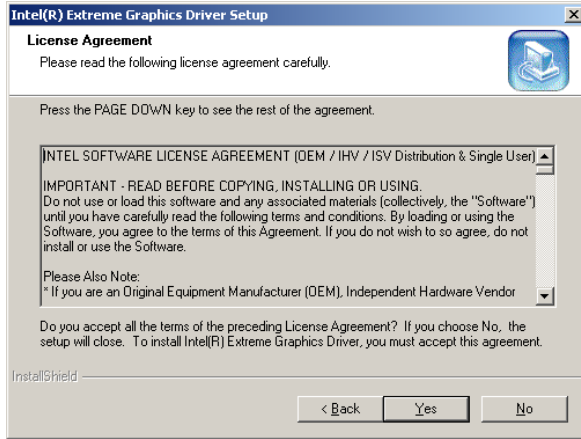 Intel(R) Extreme Graphics Driver Setup
License Agreement
Please read the following license agreement carefully.
Press the PAGE DOWN key to see the rest of the agreement.
INTEL SOFTWARE LICENSE AGREEMENT (OEM / IHV / ISV Distribution & Single User)
IMPORTANT - READ BEFORE COPYING, INSTALLING OR USING.
Do not use or load this software and any associated materials (collectively, the "Software")
until you have carefully read the following terms and conditions. By loading or using the
Software, you agree to the terms of this Agreement. If you do not wish to so agree, do not
install or use the Software.
Please Also Note:
* If you are an Original Equipment Manufacturer (OEM), Independent Hardware Vendor
Do you accept all the terms of the preceding License Agreement? If you choose No, the
setup will close. To install Intel(R) Extreme Graphics Driver, you must accept this agreement.
InstallShield
< Back Yes No